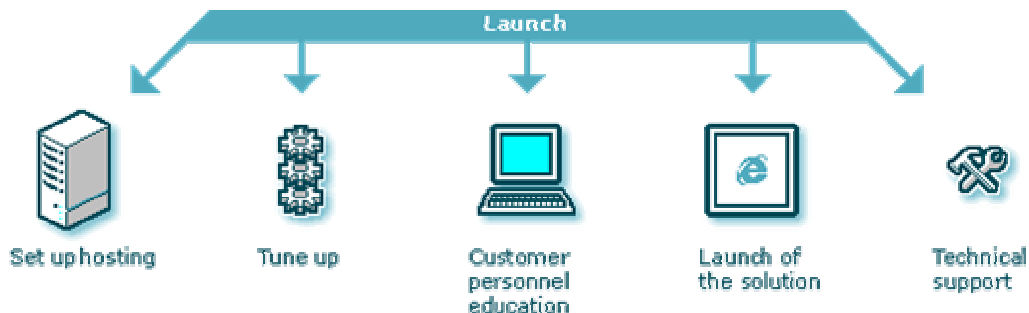 Launch
Set up hosting
Tune up
Customer
personnel
education
Launch of
the solution
Technical
support